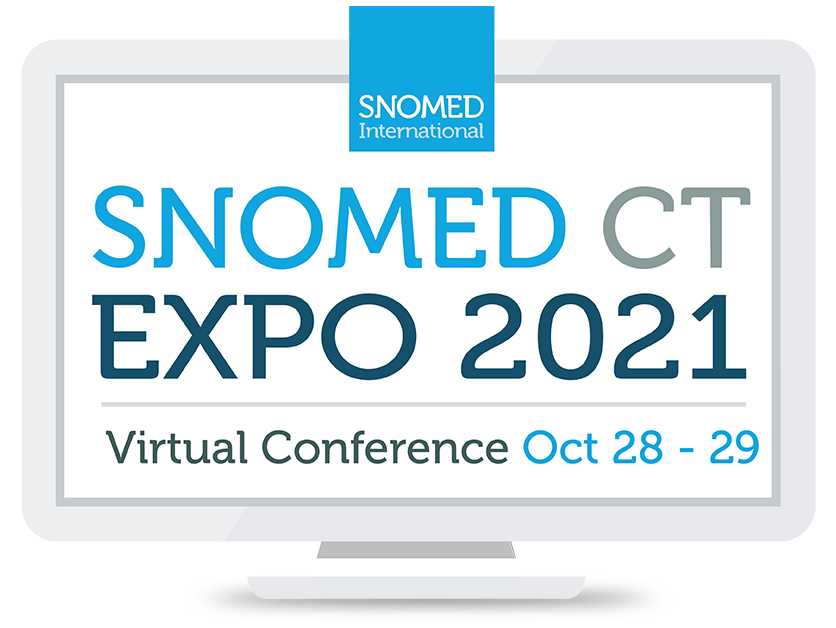 SNOMED
International
SNOMED CT
EXPO 2021
Virtual Conference Oct 28 - 29